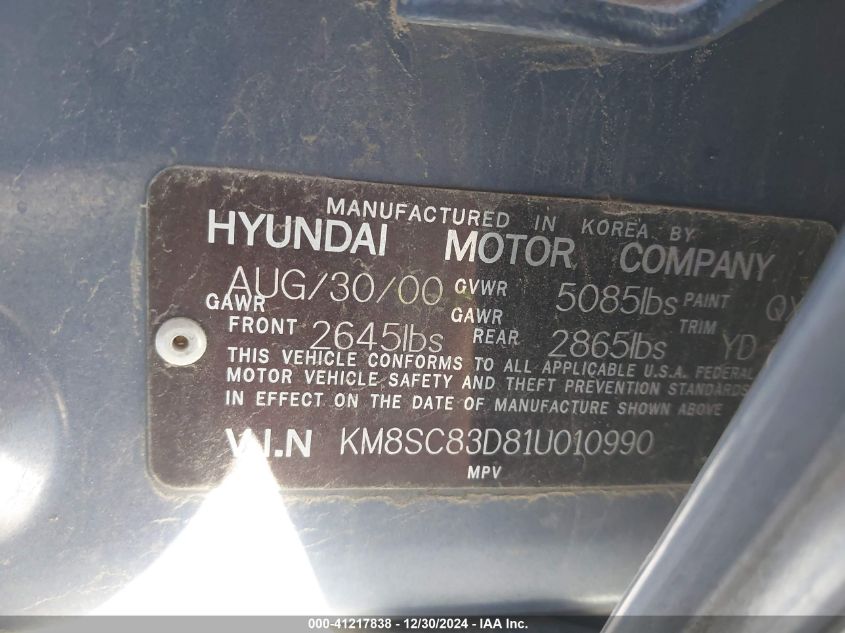 MANUFACTURED IN KOREA BY
HYUNDAI MOTOR COMPANY
AUG/30/00 GVWR 5085lbs PAINT QX
GAWR FRONT 2645lbs GAWR REAR 2865lbs TRIM YD
THIS VEHICLE CONFORMS TO ALL APPLICABLE U.S.A. FEDERAL
MOTOR VEHICLE SAFETY AND THEFT PREVENTION STANDARDS
IN EFFECT ON THE DATE OF MANUFACTURE SHOWN ABOVE
V.I.N KM8SC83D81U010990
MPV
000-41217838 - 12/30/2024 - IAA Inc.